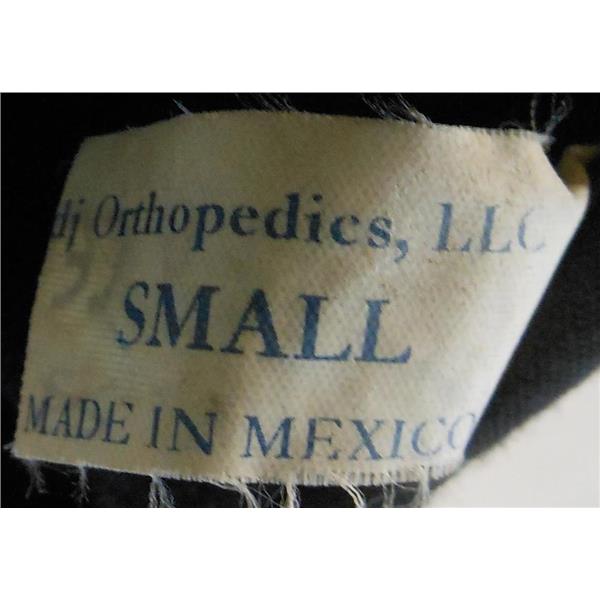 dj Orthopedics, LLC
SMALL
MADE IN MEXICO